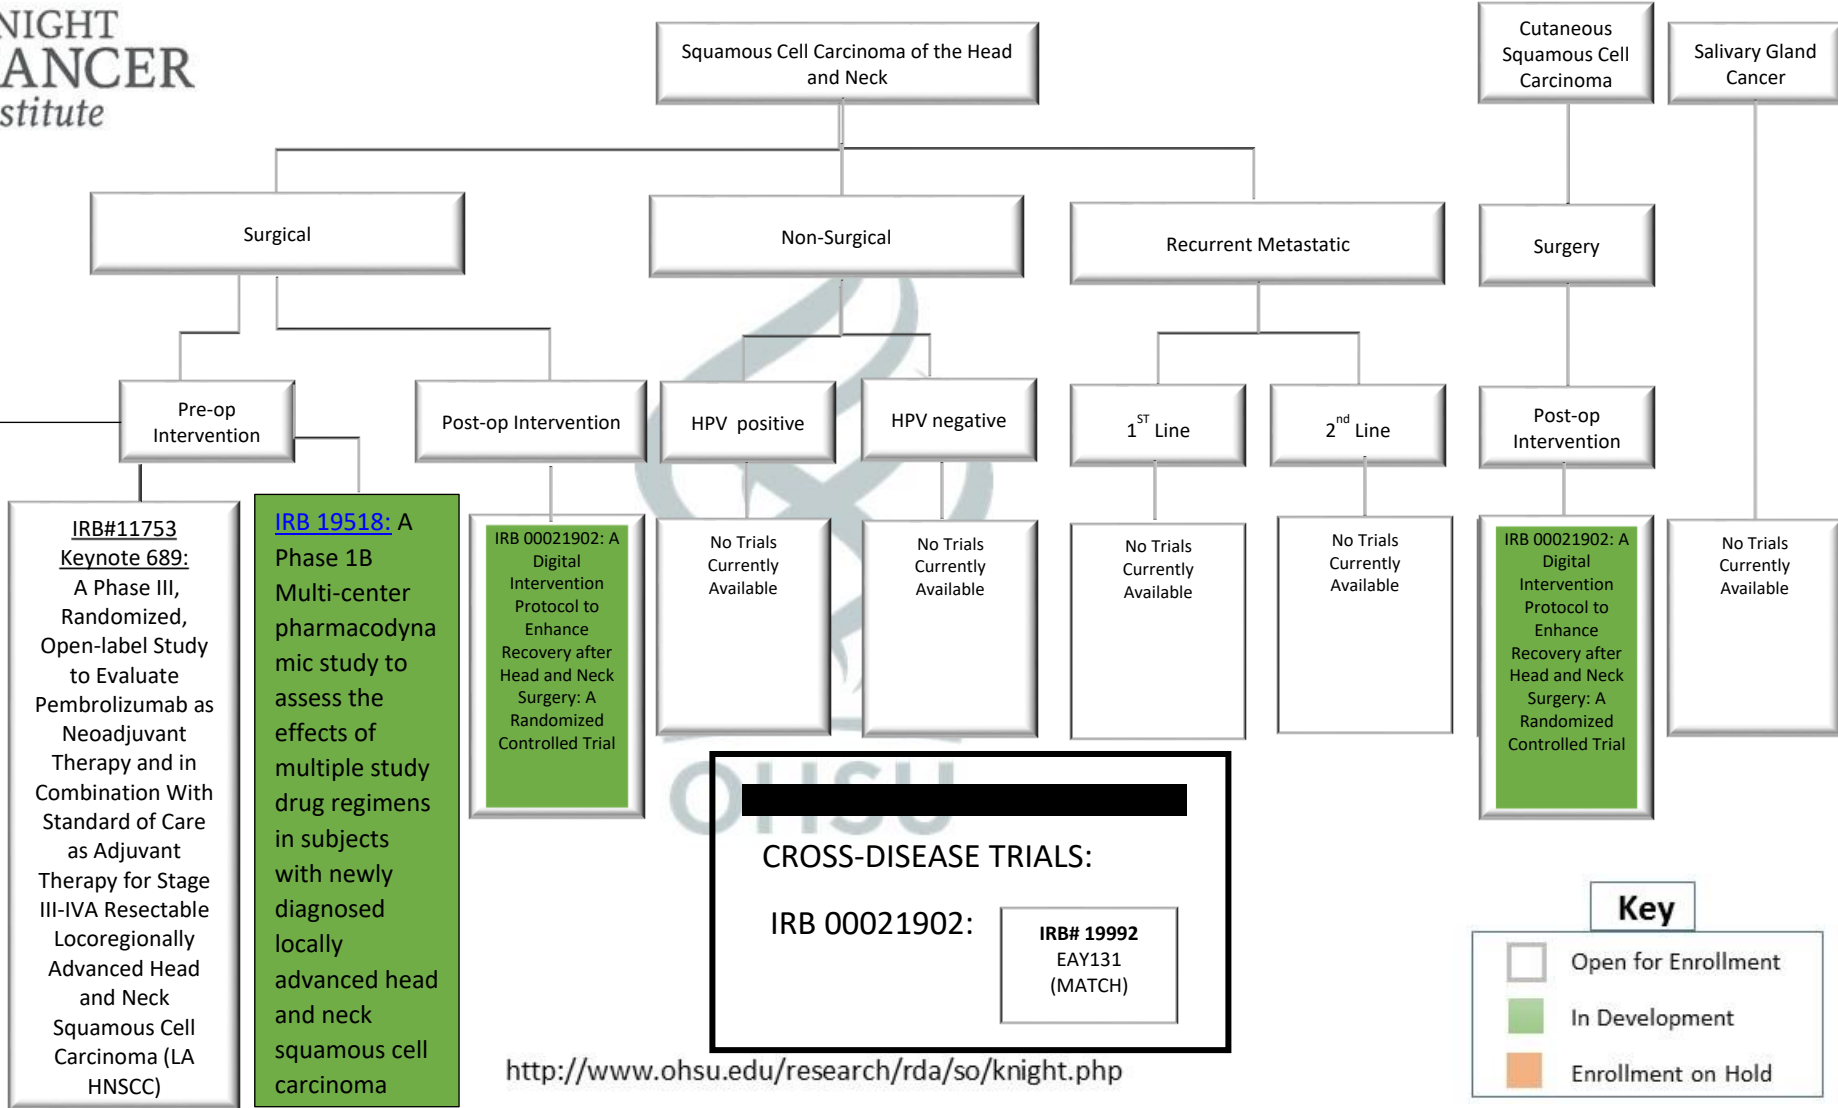 NIGHT
ANCER
stitute
Squamous Cell Carcinoma of the Head
and Neck
Cutaneous
Squamous Cell
Carcinoma
Salivary Gland
Cancer
Surgical
Non-Surgical
Recurrent Metastatic
Surgery
Pre-op
Intervention
Post-op Intervention
HPV positive
HPV negative
1ST Line
2nd Line
Post-op
Intervention
IRB#11753
Keynote 689:
A Phase III,
Randomized,
Open-label Study
to Evaluate
Pembrolizumab as
Neoadjuvant
Therapy and in
Combination With
Standard of Care
as Adjuvant
Therapy for Stage
III-IVA Resectable
Locoregionally
Advanced Head
and Neck
Squamous Cell
Carcinoma (LA
HNSCC)
IRB 19518: A
Phase 1B
Multi-center
pharmacodyna
mic study to
assess the
effects of
multiple study
drug regimens
in subjects
with newly
diagnosed
locally
advanced head
and neck
squamous cell
carcinoma
IRB 00021902: A
Digital
Intervention
Protocol to
Enhance
Recovery after
Head and Neck
Surgery: A
Randomized
Controlled Trial
No Trials
Currently
Available
No Trials
Currently
Available
No Trials
Currently
Available
No Trials
Currently
Available
IRB 00021902: A
Digital
Intervention
Protocol to
Enhance
Recovery after
Head and Neck
Surgery: A
Randomized
Controlled Trial
No Trials
Currently
Available
OHSU
CROSS-DISEASE TRIALS:
IRB 00021902:
IRB# 19992
EAY131
(MATCH)
http://www.ohsu.edu/research/rda/so/knight.php
Key
Open for Enrollment
In Development
Enrollment on Hold